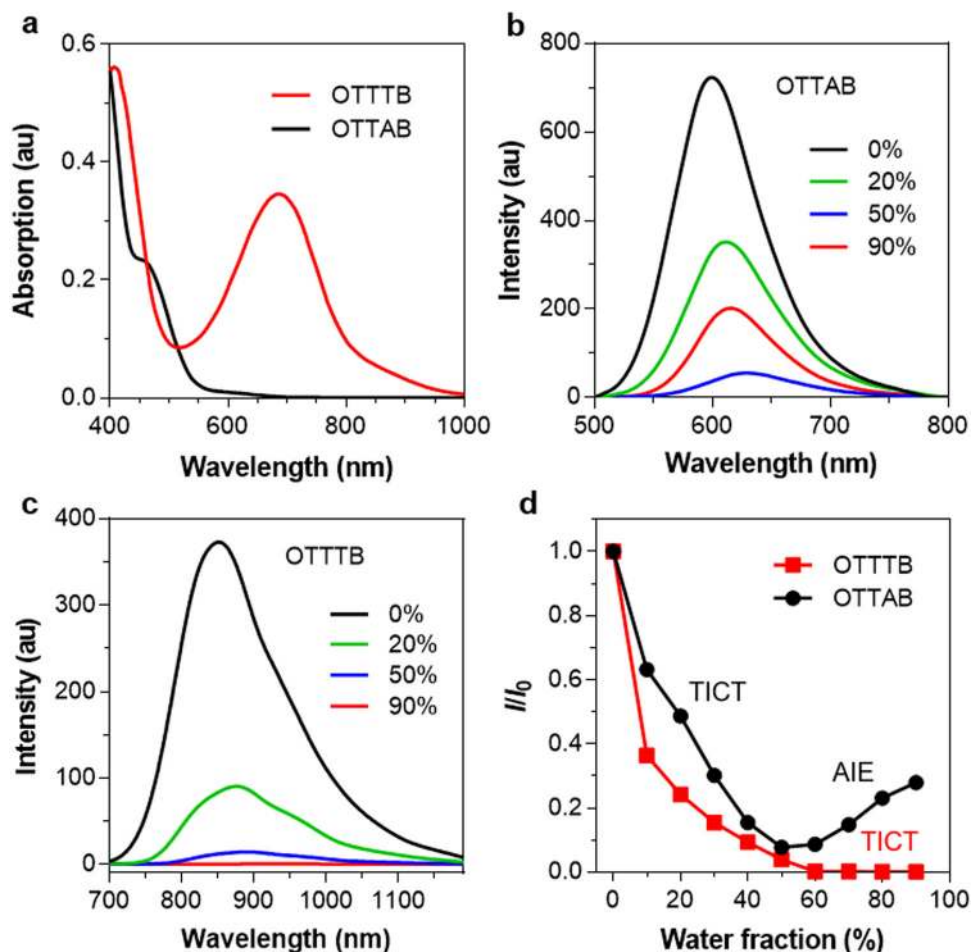 a
0.6
0.4
0.2
0.0
400
600
800
1000
Absorption (au)
Wavelength (nm)
OTTTB
OTTAB
b
800
600
400
200
0
500
600
700
800
Intensity (au)
Wavelength (nm)
OTTAB
0%
20%
50%
90%
c
400
300
200
100
0
700
800
900
1000
1100
Intensity (au)
Wavelength (nm)
OTTTB
0%
20%
50%
90%
d
1.0
0.8
0.6
0.4
0.2
0.0
0
20
40
60
80
100
I/I0
Water fraction (%)
OTTTB
OTTAB
TICT
AIE
TICT